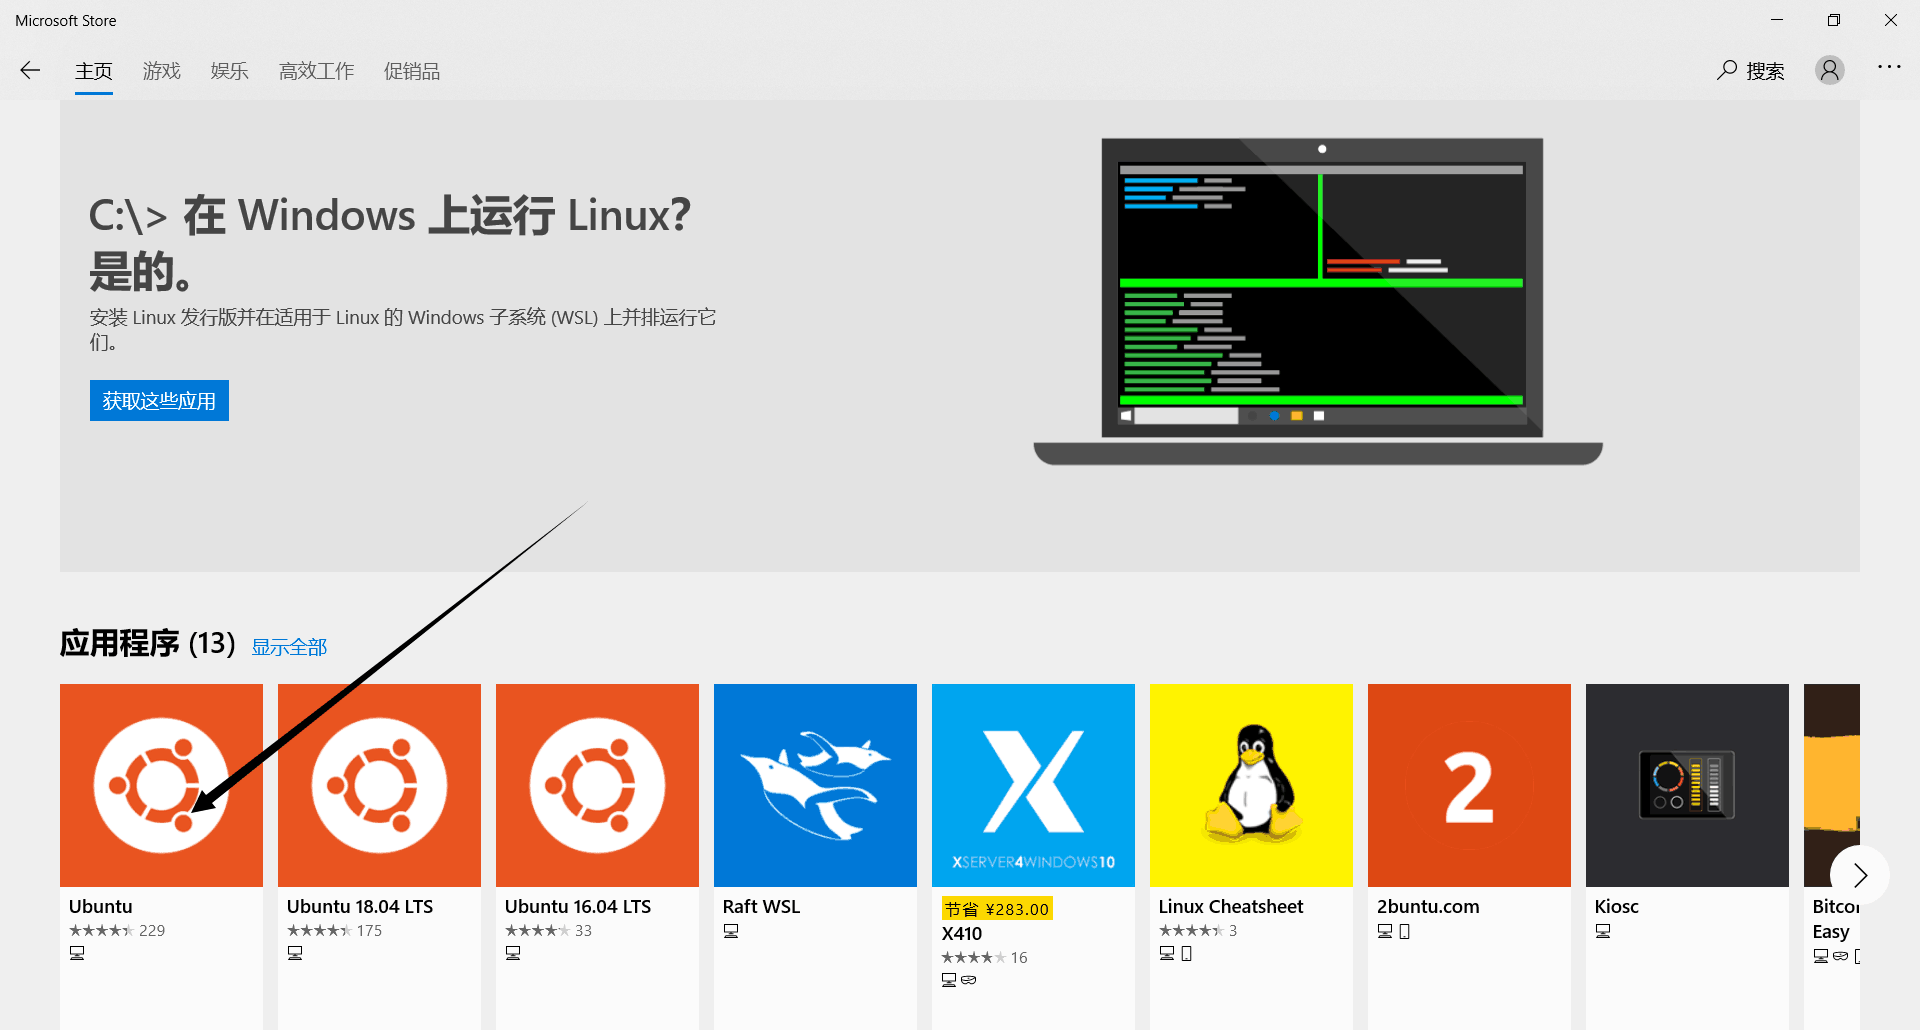 Microsoft Store
主页 游戏 娱乐 高效工作 促销品 搜索
C:\> 在 Windows 上运行 Linux?
是的。
安装 Linux 发行版并在适用于 Linux 的 Windows 子系统 (WSL) 上并排运行它
们。
获取这些应用
应用程序 (13) 显示全部
2
XSERVER4WINDOWS10
Ubuntu
229
Ubuntu 18.04 LTS
175
Ubuntu 16.04 LTS
33
Raft WSL
节省 ¥283.00
X410
16
Linux Cheatsheet
3
2buntu.com
Kiosc
Easy